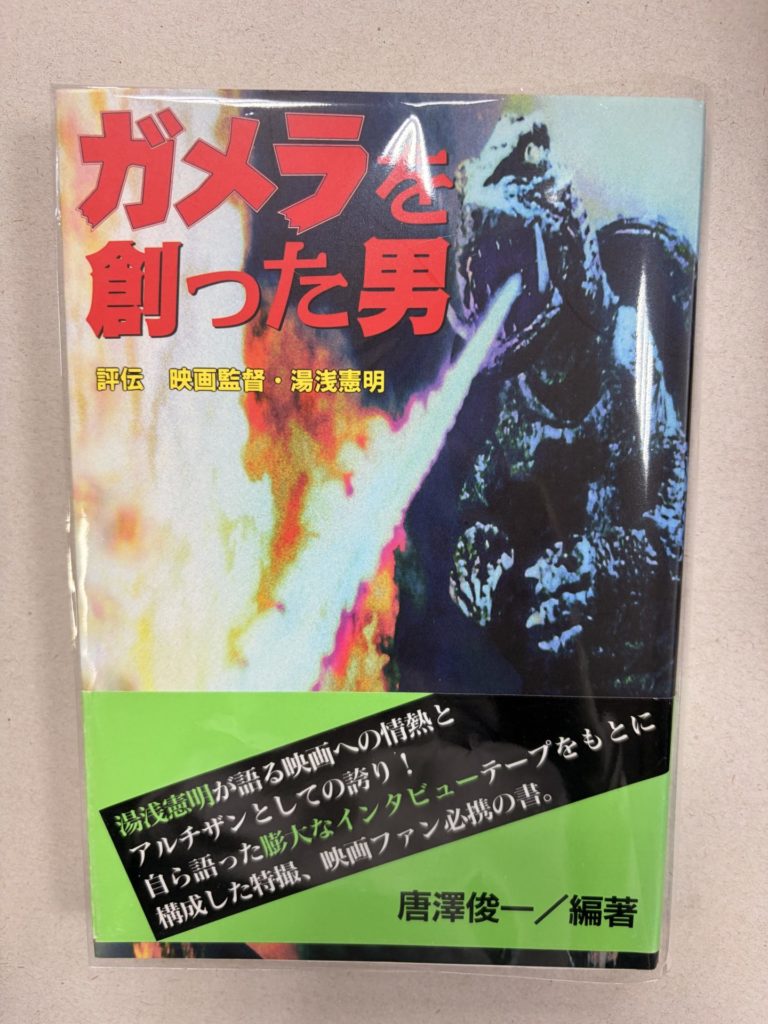 ガメラを
創った男
評伝　映画監督・湯浅憲明
湯浅憲明が語る映画への情熱と
アルチザンとしての誇り！
自ら語った膨大なインタビューテープをもとに
構成した特撮、映画ファン必携の書。
唐澤俊一／編著